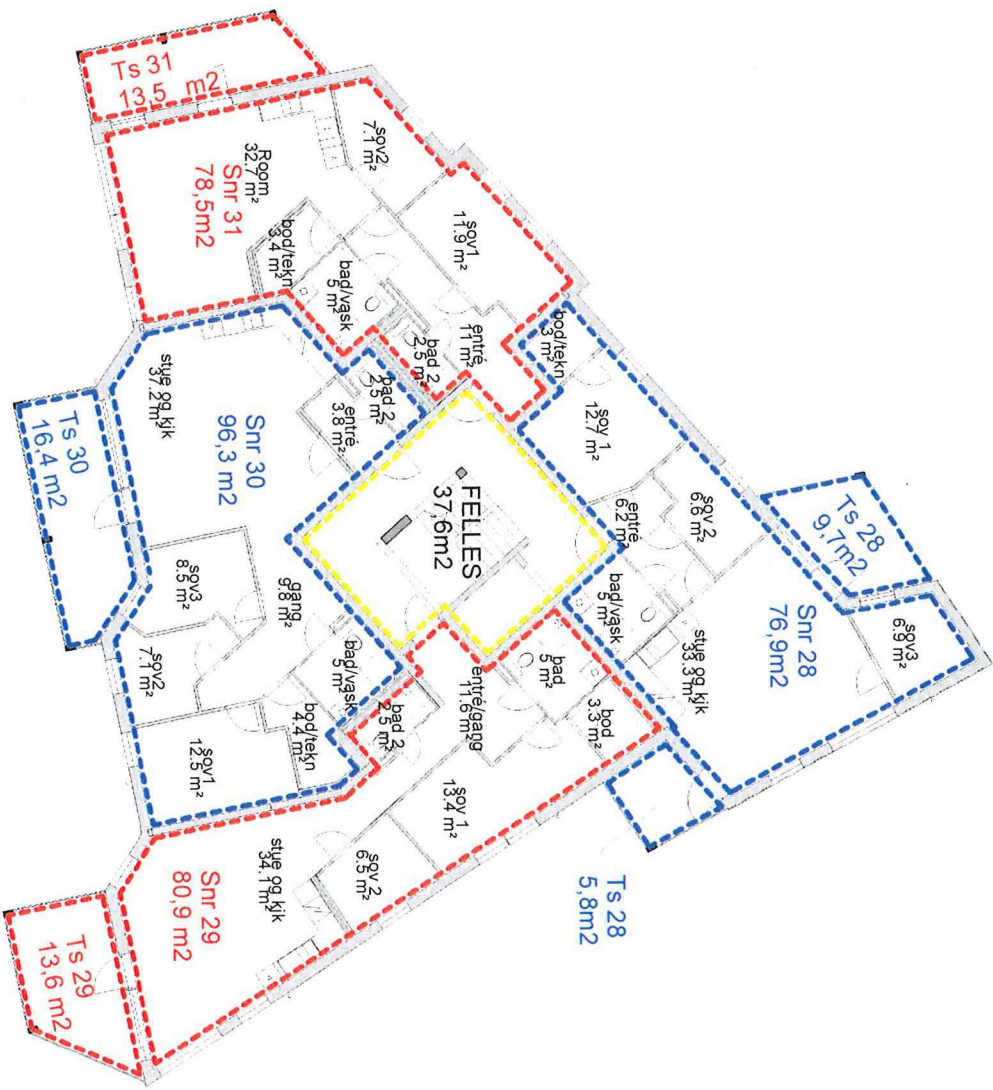 Ts 31
13,5 m2
sov2
7.1 m²
Room
32.7 m²
Snr 31
78,5m2
sov1
11.9 m²
bod/tekn
3.4 m²
bad/vask
5 m²
entré
11 m²
bad 2
2.5 m²
bod/tekn
3 m²
sov 1
12.7 m²
sov 2
6.6 m²
entré
6.2 m²
bad/vask
5 m²
stue og kjk
33.3 m²
Ts 28
9,7m2
Snr 28
76,9m2
sov3
6.9 m²
Ts 28
5,8m2
FELLES
37,6m2
stue og kjk
37.2 m²
Snr 30
96,3 m2
entré
3.8 m²
bad 2
2.5 m²
Ts 30
16,4 m2
sov3
8.5 m²
gang
9.8 m²
sov2
7.1 m²
bad/vask
5 m²
bod/tekn
4.4 m²
sov1
12.5 m²
bad
5 m²
bod
3.3 m²
entré/gang
11.6 m²
bad 2
2.5 m²
sov 1
13.4 m²
sov 2
6.5 m²
stue og kjk
34.1 m²
Snr 29
80,9 m2
Ts 29
13,6 m2